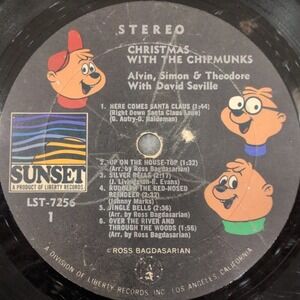 STEREO
CHRISTMAS
WITH THE CHIPMUNKS
Alvin, Simon & Theodore
With David Seville
1. HERE COMES SANTA CLAUS (1:44)
(Right Down Santa Claus Lane)
(G. Autry-O. Haldeman)
2. UP ON THE HOUSE-TOP (1:32)
(Arr. by Ross Bagdasarian)
3. SILVER BELLS (2:17)
(J. Livingston-R. Evans)
4. RUDOLPH THE RED-NOSED
REINDEER (2:37)
(Johnny Marks)
5. JINGLE BELLS (2:36)
(Arr. by Ross Bagdasarian)
6. OVER THE RIVER AND
THROUGH THE WOODS (1:56)
(Arr. by Ross Bagdasarian)
© ROSS BAGDASARIAN
SUNSET
A PRODUCT OF LIBERTY RECORDS
LST-7256
1
A DIVISION OF LIBERTY RECORDS, INC. LOS ANGELES, CALIFORNIA